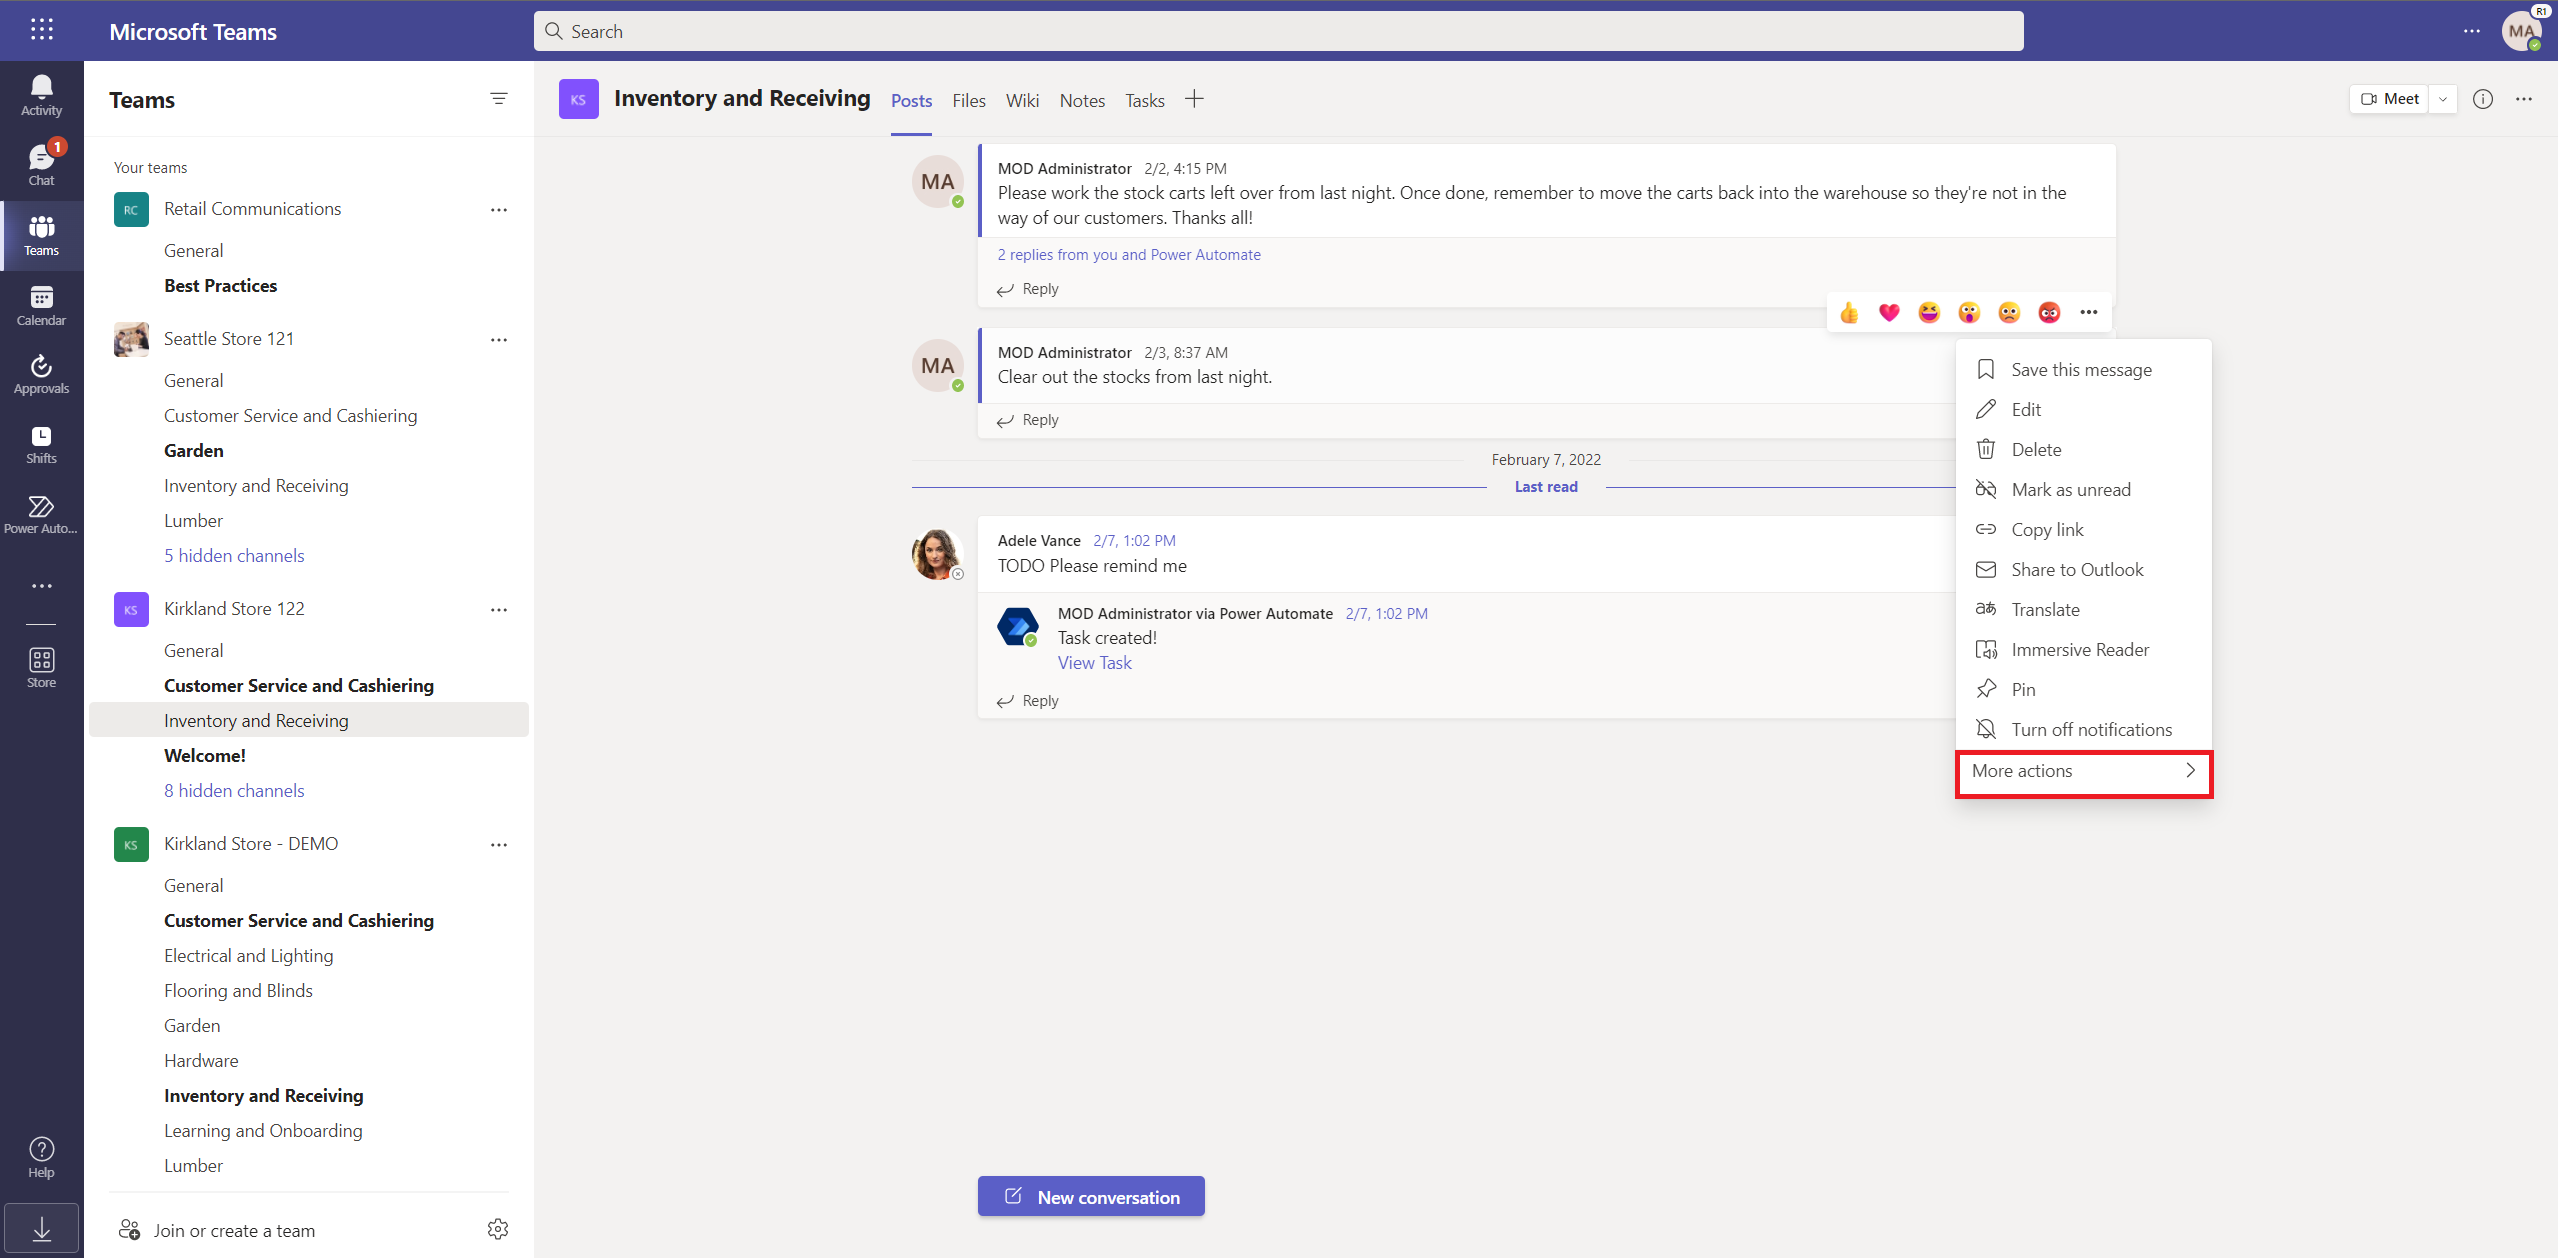 Microsoft Teams
Search
R1
MA
Activity
1
Chat
Teams
Calendar
Approvals
Shifts
Power Auto...
Store
Help
Teams
Your teams
RC Retail Communications
General
Best Practices
Seattle Store 121
General
Customer Service and Cashiering
Garden
Inventory and Receiving
Lumber
5 hidden channels
KS Kirkland Store 122
General
Customer Service and Cashiering
Inventory and Receiving
Welcome!
8 hidden channels
KS Kirkland Store - DEMO
General
Customer Service and Cashiering
Electrical and Lighting
Flooring and Blinds
Garden
Hardware
Inventory and Receiving
Learning and Onboarding
Lumber
Join or create a team
KS Inventory and Receiving Posts Files Wiki Notes Tasks
Meet
MA
MOD Administrator 2/2, 4:15 PM
Please work the stock carts left over from last night. Once done, remember to move the carts back into the warehouse so they're not in the
way of our customers. Thanks all!
2 replies from you and Power Automate
Reply
MA
MOD Administrator 2/3, 8:37 AM
Clear out the stocks from last night.
Reply
February 7, 2022
Last read
Adele Vance 2/7, 1:02 PM
TODO Please remind me
MOD Administrator via Power Automate 2/7, 1:02 PM
Task created!
View Task
Reply
New conversation
Save this message
Edit
Delete
Mark as unread
Copy link
Share to Outlook
Translate
Immersive Reader
Pin
Turn off notifications
More actions